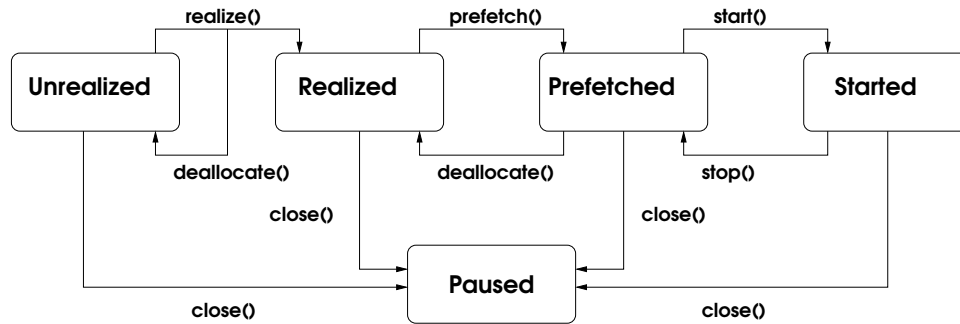 realize()
prefetch()
start()
Unrealized
Realized
Prefetched
Started
deallocate()
deallocate()
stop()
close()
close()
Paused
close()
close()